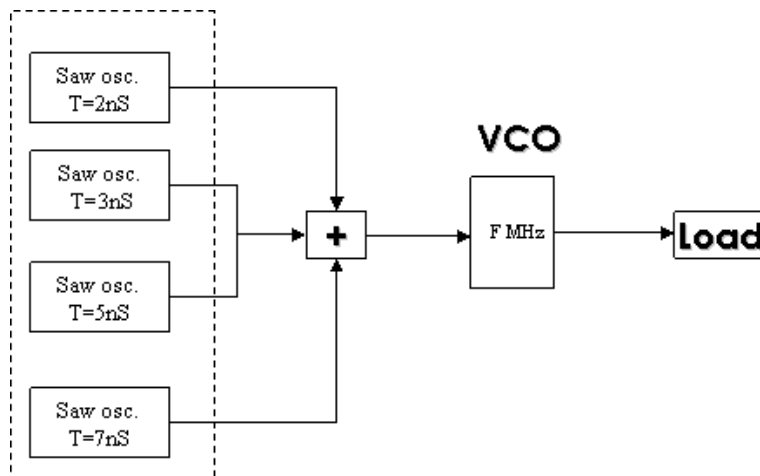 Saw osc.
T=2nS
Saw osc.
T=3nS
Saw osc.
T=5nS
Saw osc.
T=7nS
+
VCO
F MHz
Load